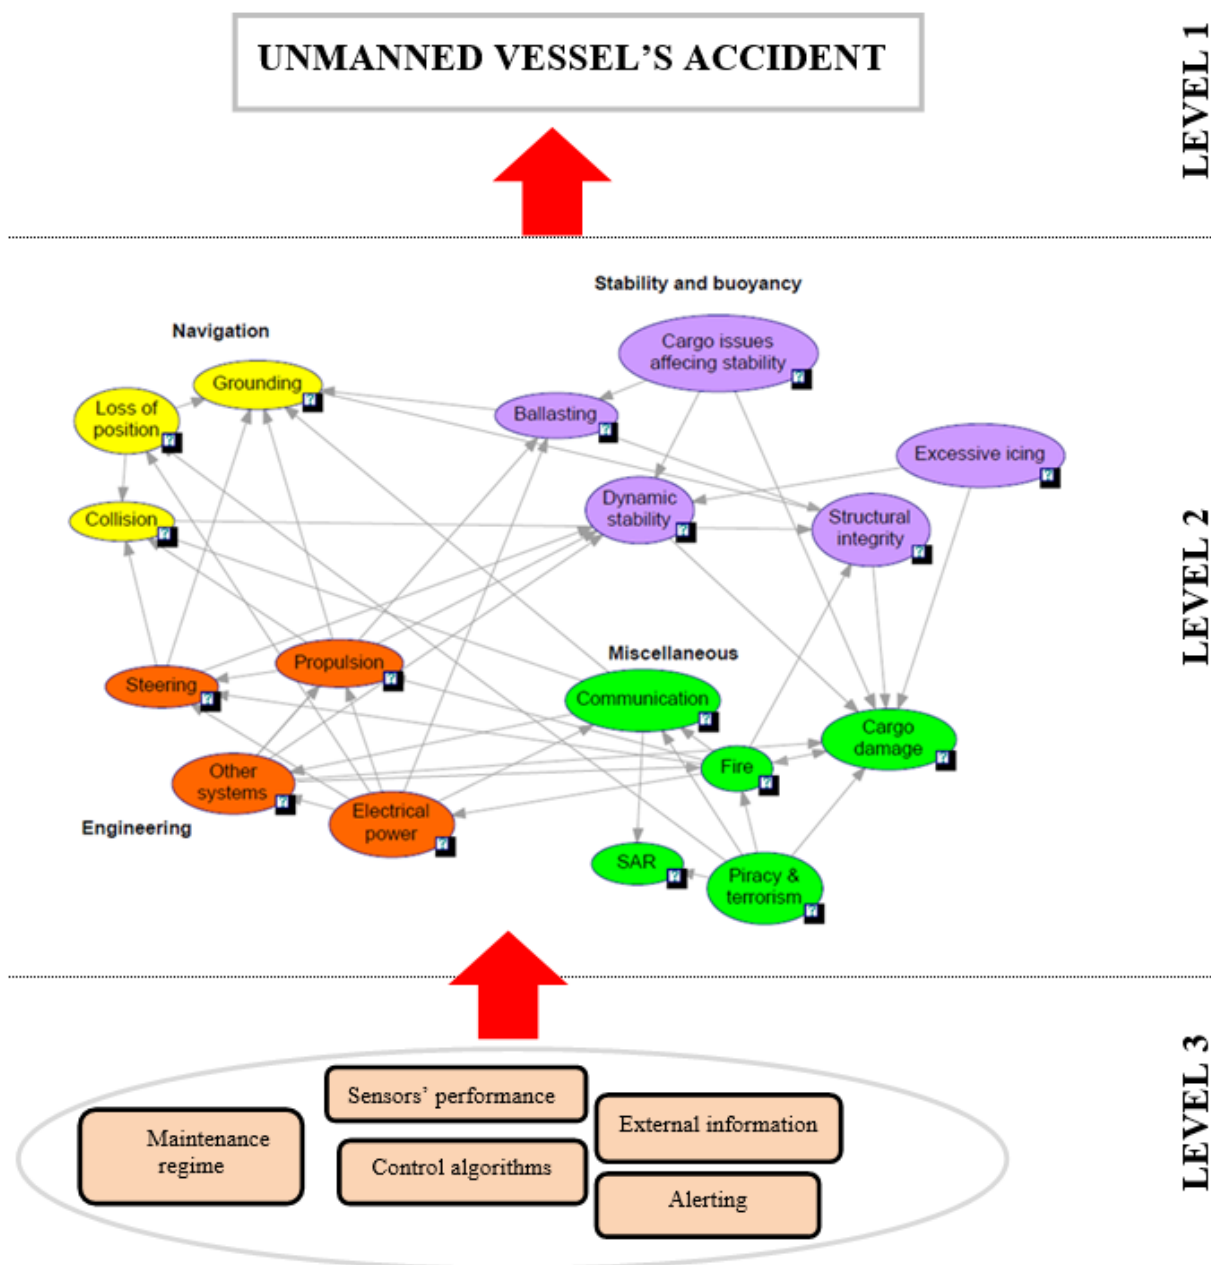 UNMANNED VESSEL’S ACCIDENT
LEVEL 1
Stability and buoyancy
Navigation
Cargo issues
affecing stability
Grounding
Loss of
position
Ballasting
Excessive icing
Dynamic
stability
Structural
integrity
Collision
LEVEL 2
Propulsion
Miscellaneous
Steering
Communication
Cargo
damage
Other
systems
Fire
Electrical
power
Engineering
SAR
Piracy &
terrorism
LEVEL 3
Sensors’ performance
External information
Maintenance
regime
Control algorithms
Alerting